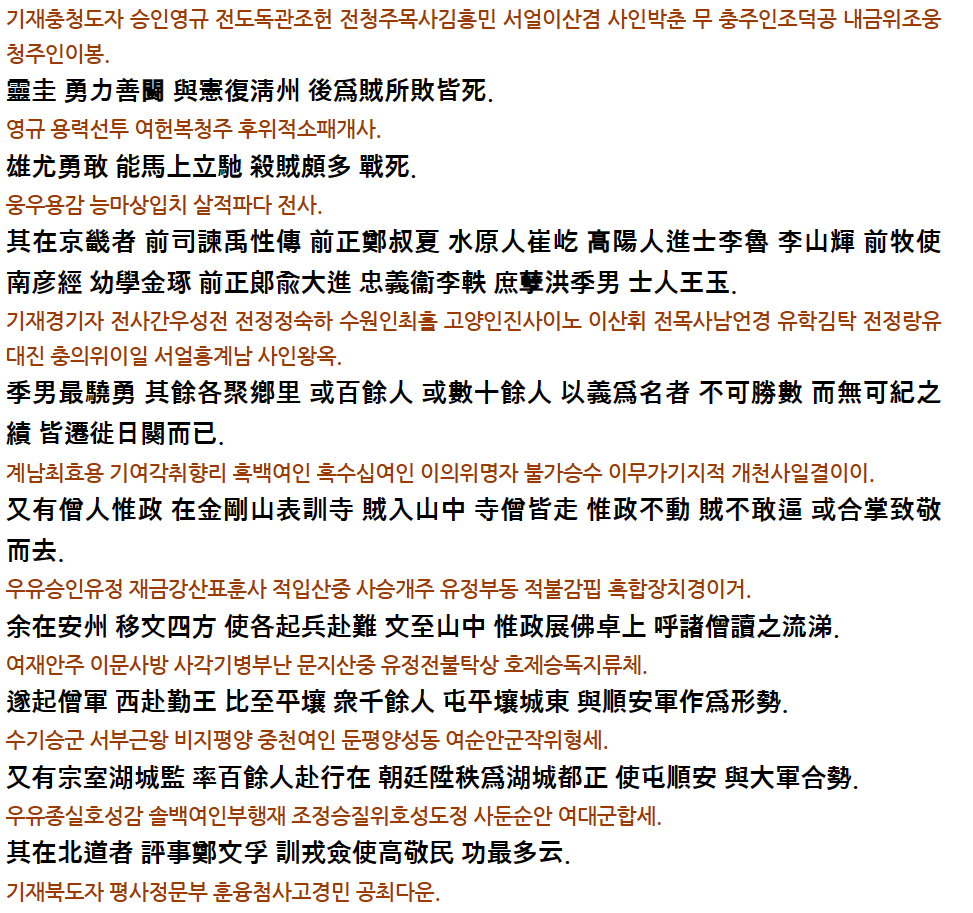 기재충청도자 승인영규 전도독관조헌 전청주목사김홍민 서얼이산겸 사인박춘 무 충주인조덕공 내금위조웅
청주인이봉.
靈圭 勇力善鬪 與憲復淸州 後爲賊所敗皆死.
영규 용력선투 여헌복청주 후위적소패개사.
雄尤勇敢 能馬上立馳 殺賊頗多 戰死.
웅우용감 능마상입치 살적파다 전사.
其在京畿者 前司諫禹性傳 前正鄭叔夏 水原人崔屹 高陽人進士李魯 李山輝 前牧使
南彦經 幼學金琢 前正郞兪大進 忠義衞李軼 庶孽洪季男 士人王玉.
기재경기자 전사간우성전 전정정숙하 수원인최흘 고양인진사이노 이산휘 전목사남언경 유학김탁 전정랑유
대진 충의위이일 서얼홍계남 사인왕옥.
季男最驍勇 其餘各聚鄕里 或百餘人 或數十餘人 以義爲名者 不可勝數 而無可紀之
績 皆遷徙日闋而已.
계남최효용 기여각취향리 혹백여인 혹수십여인 이의위명자 불가승수 이무가기지적 개천사일결이이.
又有僧人惟政 在金剛山表訓寺 賊入山中 寺僧皆走 惟政不動 賊不敢逼 或合掌致敬
而去.
우유승인유정 재금강산표훈사 적입산중 사승개주 유정부동 적불감핍 혹합장치경이거.
余在安州 移文四方 使各起兵赴難 文至山中 惟政展佛卓上 呼諸僧讀之流涕.
여재안주 이문사방 사각기병부난 문지산중 유정전불탁상 호제승독지류체.
遂起僧軍 西赴勤王 比至平壤 衆千餘人 屯平壤城東 與順安軍作爲形勢.
수기승군 서부근왕 비지평양 중천여인 둔평양성동 여순안군작위형세.
又有宗室湖城監 率百餘人赴行在 朝廷陞秩爲湖城都正 使屯順安 與大軍合勢.
우유종실호성감 솔백여인부행재 조정승질위호성도정 사둔순안 여대군합세.
其在北道者 評事鄭文孚 訓戎僉使高敬民 功最多云.
기재북도자 평사정문부 훈융첨사고경민 공최다운.